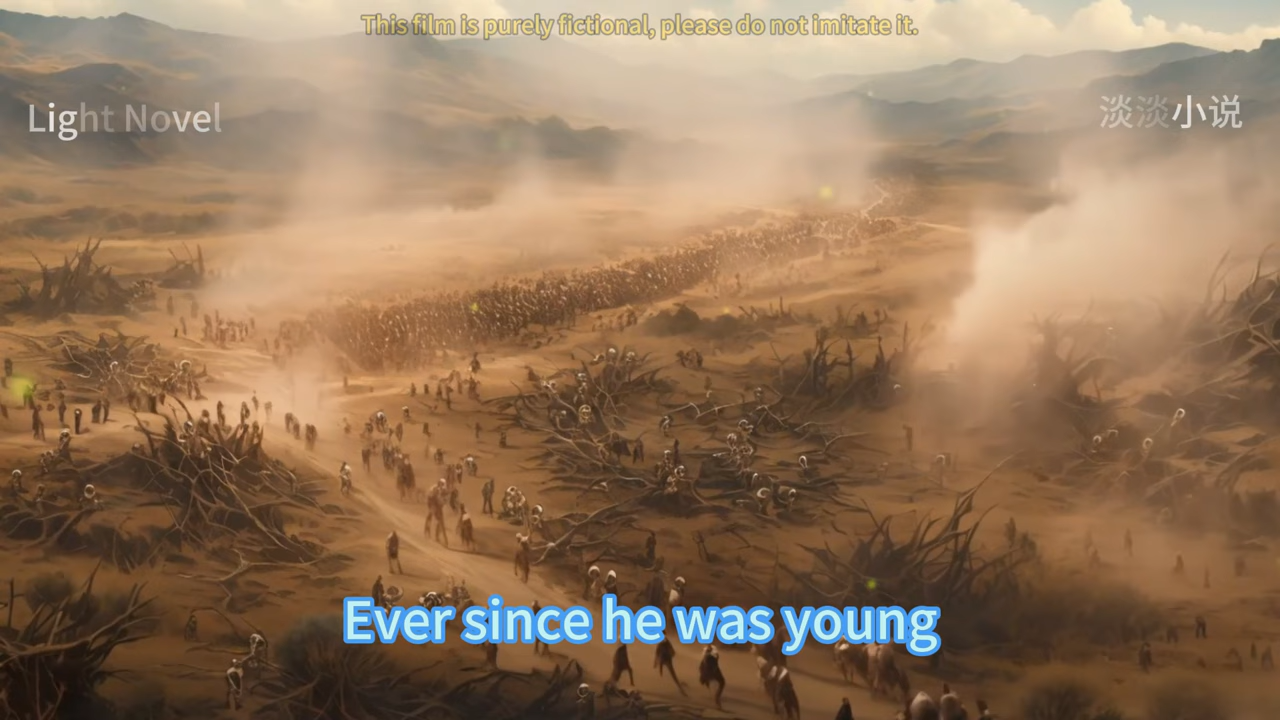 This film is purely fictional, please do not imitate it.
Light Novel
淡淡小说
Ever since he was young